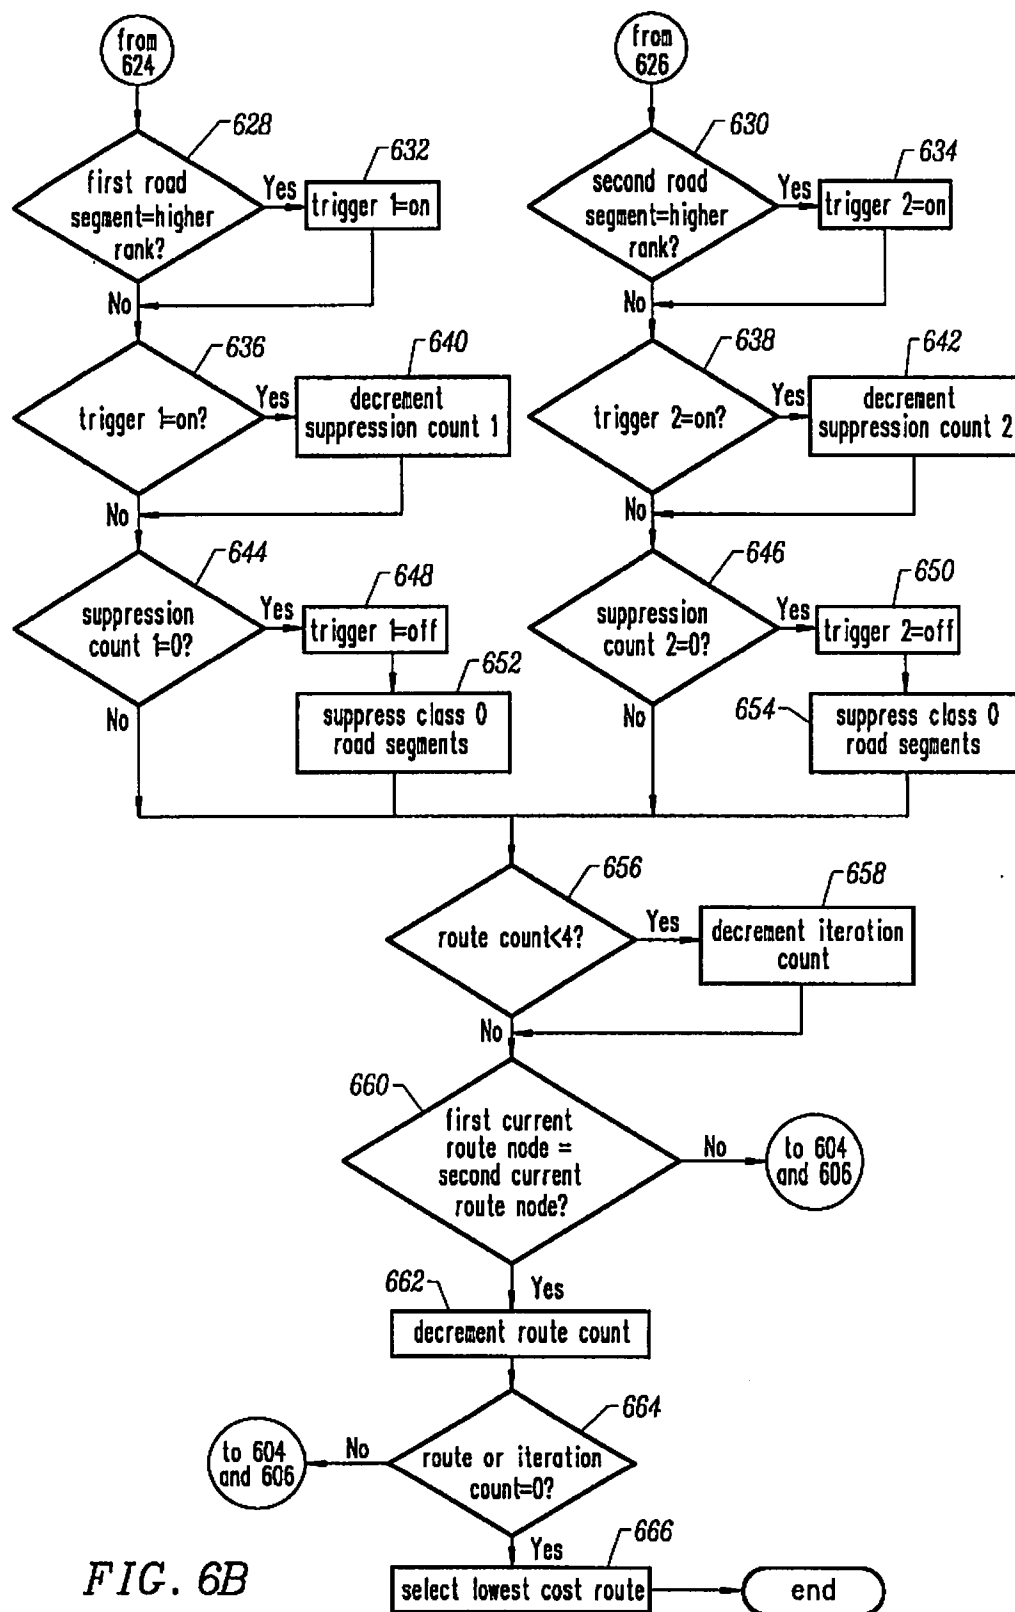 from
624
628
first road
segment=higher
rank?
Yes
632
trigger 1=on
No
636
trigger 1=on?
Yes
640
decrement
suppression count 1
No
644
suppression
count 1=0?
Yes
648
trigger 1=off
652
suppress class 0
road segments
No
from
626
630
second road
segment=higher
rank?
Yes
634
trigger 2=on
No
638
trigger 2=on?
Yes
642
decrement
suppression count 2
No
646
suppression
count 2=0?
Yes
650
trigger 2=off
654
suppress class 0
road segments
No
656
route count<4?
Yes
658
decrement iteration
count
No
660
first current
route node =
second current
route node?
No
to 604
and 606
Yes
662
decrement route count
664
route or iteration
count=0?
No
to 604
and 606
Yes
666
select lowest cost route
end
FIG. 6B